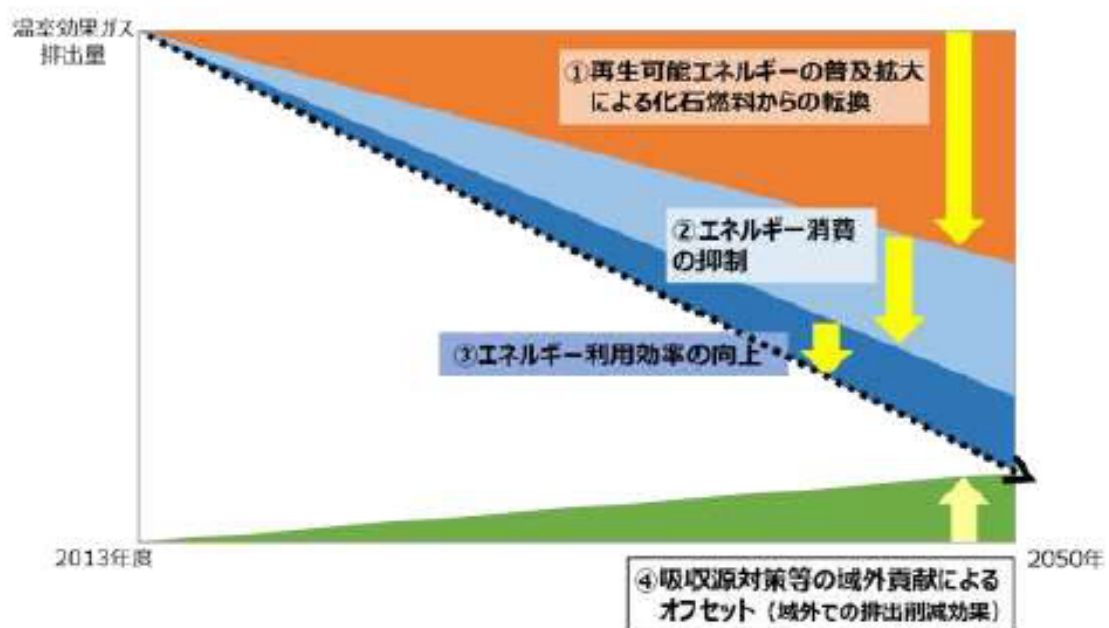 温室効果ガス
排出量
①再生可能エネルギーの普及拡大
による化石燃料からの転換
②エネルギー消費
の抑制
③エネルギー利用効率の向上
2013年度
2050年
④吸収源対策等の域外貢献による
オフセット（域外での排出削減効果）